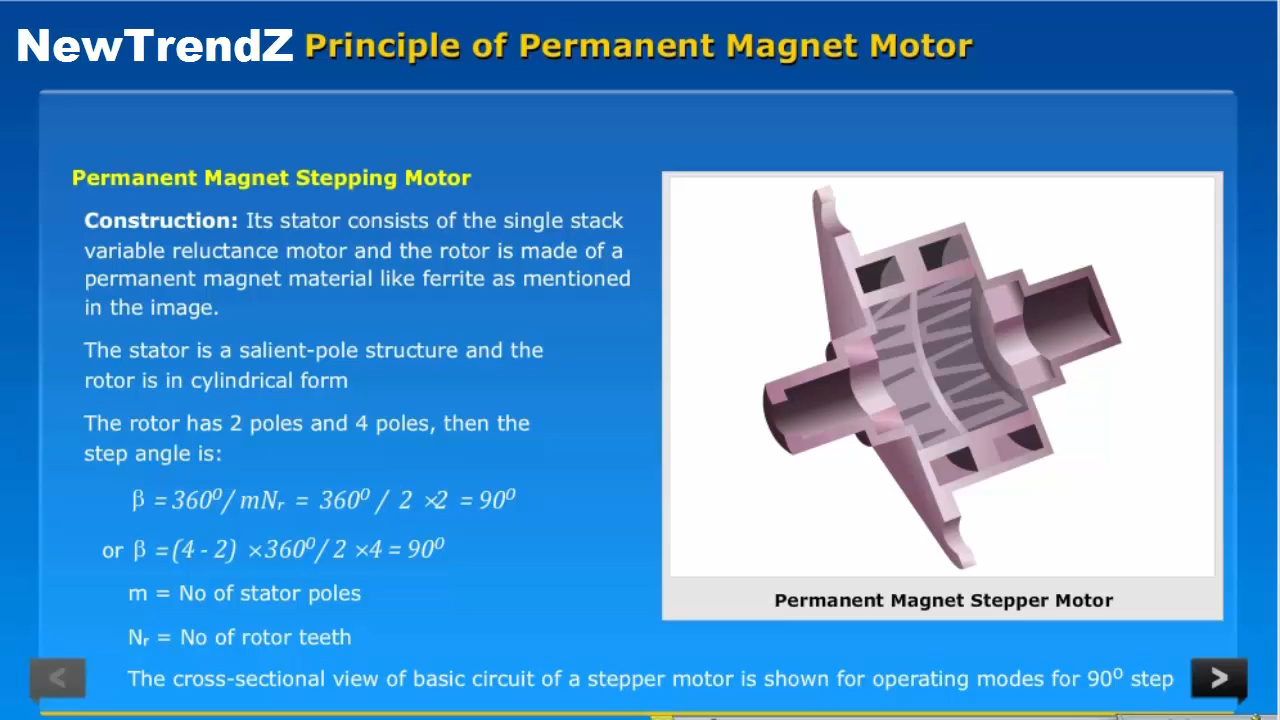 NewTrendZ Principle of Permanent Magnet Motor
Permanent Magnet Stepping Motor
Construction: Its stator consists of the single stack
variable reluctance motor and the rotor is made of a
permanent magnet material like ferrite as mentioned
in the image.
The stator is a salient-pole structure and the
rotor is in cylindrical form
The rotor has 2 poles and 4 poles, then the
step angle is:
β = 360⁰/ mNᵣ = 360⁰ / 2 ×2 = 90⁰
or β =(4 - 2) ×360⁰/ 2 ×4 = 90⁰
m = No of stator poles
Nᵣ = No of rotor teeth
The cross-sectional view of basic circuit of a stepper motor is shown for operating modes for 90⁰ step
Permanent Magnet Stepper Motor
< >